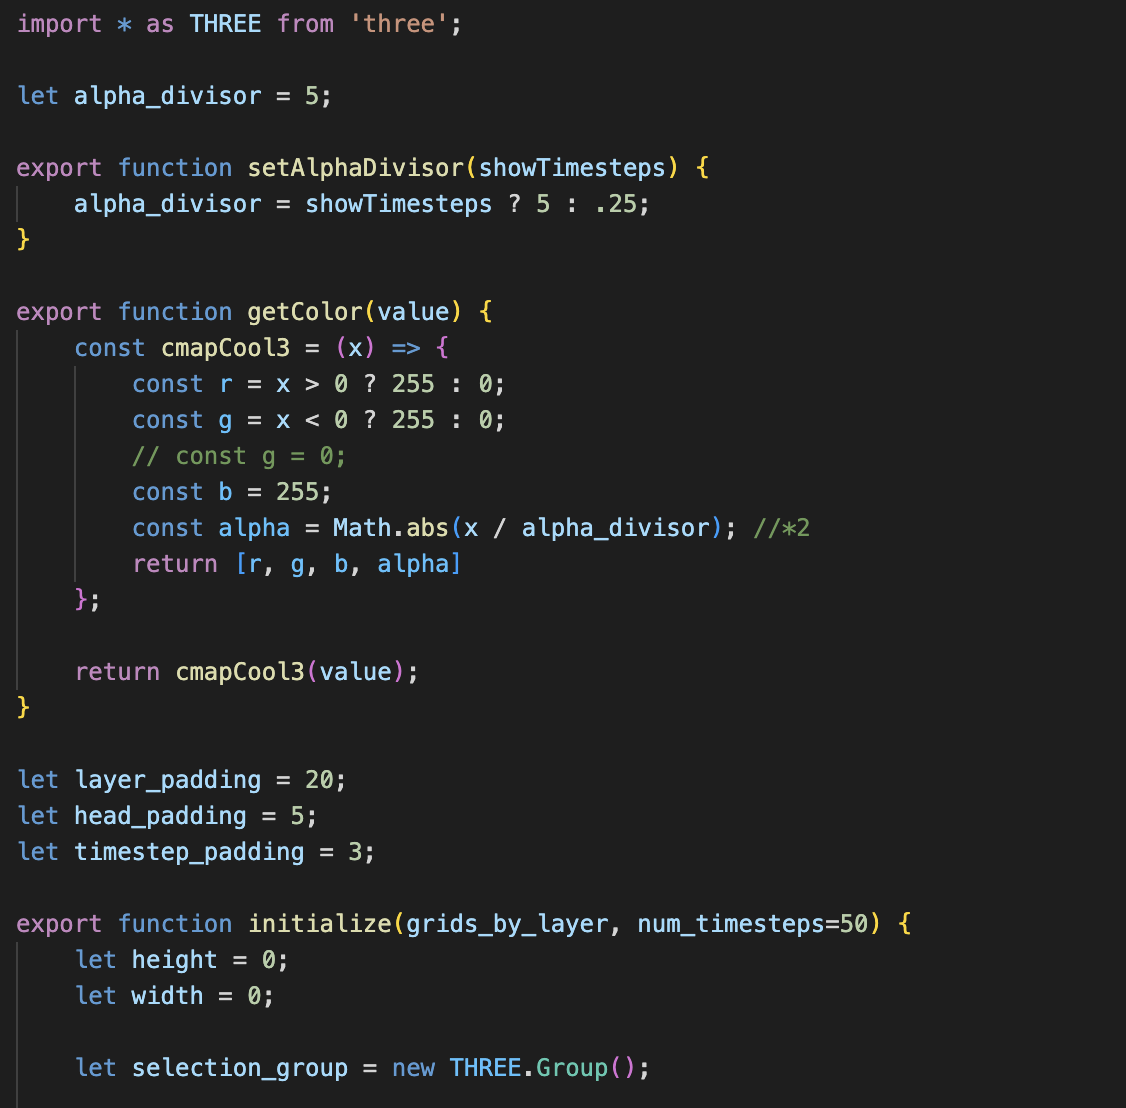 import * as THREE from 'three';
let alpha_divisor = 5;
export function setAlphaDivisor(showTimesteps) {
    alpha_divisor = showTimesteps ? 5 : .25;
}
export function getColor(value) {
    const cmapCool3 = (x) => {
        const r = x > 0 ? 255 : 0;
        const g = x < 0 ? 255 : 0;
        // const g = 0;
        const b = 255;
        const alpha = Math.abs(x / alpha_divisor); //*2
        return [r, g, b, alpha]
    };
    return cmapCool3(value);
}
let layer_padding = 20;
let head_padding = 5;
let timestep_padding = 3;
export function initialize(grids_by_layer, num_timesteps=50) {
    let height = 0;
    let width = 0;
    let selection_group = new THREE.Group();